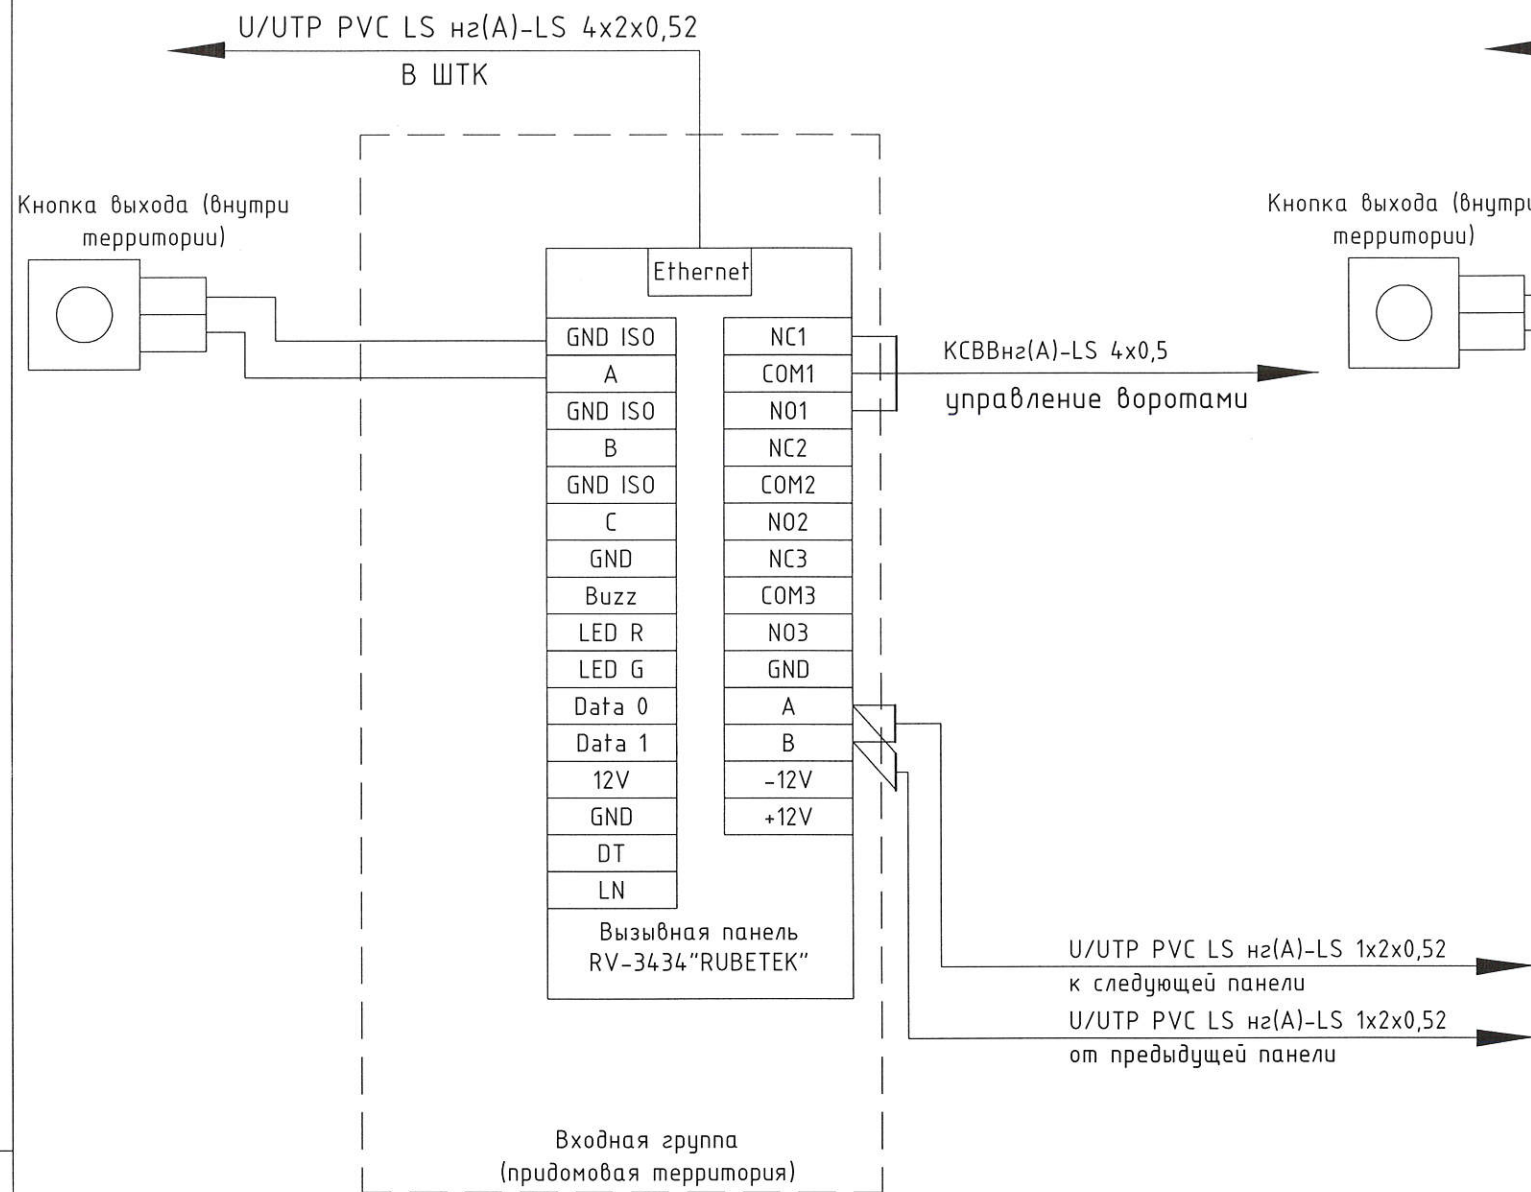 U/UTP PVC LS нг(А)-LS 4х2х0,52
В ШТК
Кнопка выхода (внутри
территории)
Ethernet
GND ISO
A
GND ISO
B
GND ISO
C
GND
Buzz
LED R
LED G
Data 0
Data 1
12V
GND
DT
LN
NC1
COM1
NO1
NC2
COM2
NO2
NC3
COM3
NO3
GND
A
B
-12V
+12V
Вызывная панель
RV-3434"RUBETEK"
КСВВнг(А)-LS 4х0,5
управление воротами
Кнопка выхода (внутри
территории)
U/UTP PVC LS нг(А)-LS 1х2х0,52
к следующей панели
U/UTP PVC LS нг(А)-LS 1х2х0,52
от предыдущей панели
Входная группа
(придомовая территория)